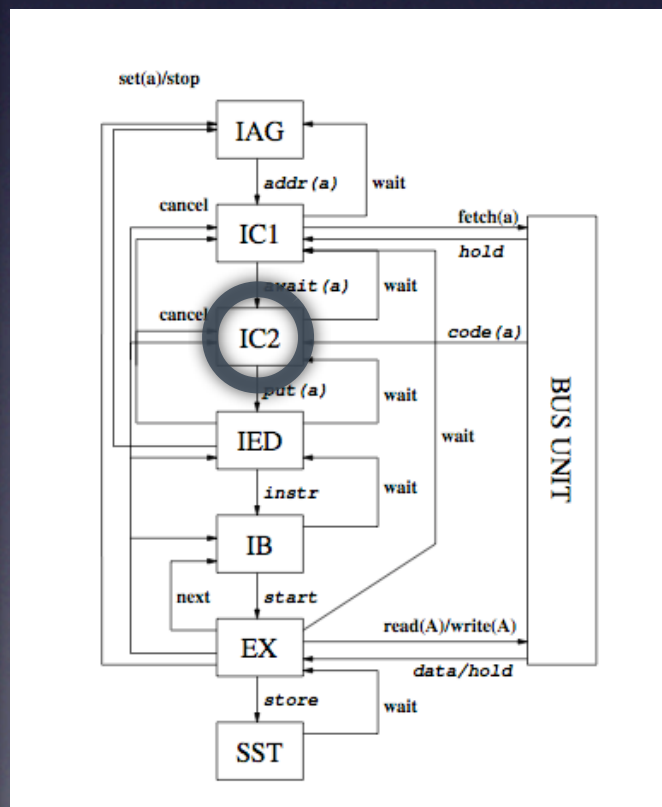 set(a)/stop
IAG
addr(a)
wait
cancel
fetch(a)
IC1
hold
await(a)
wait
cancel
code(a)
IC2
put(a)
wait
BUS UNIT
IED
wait
instr
wait
IB
next
start
read(A)/write(A)
EX
data/hold
store
wait
SST